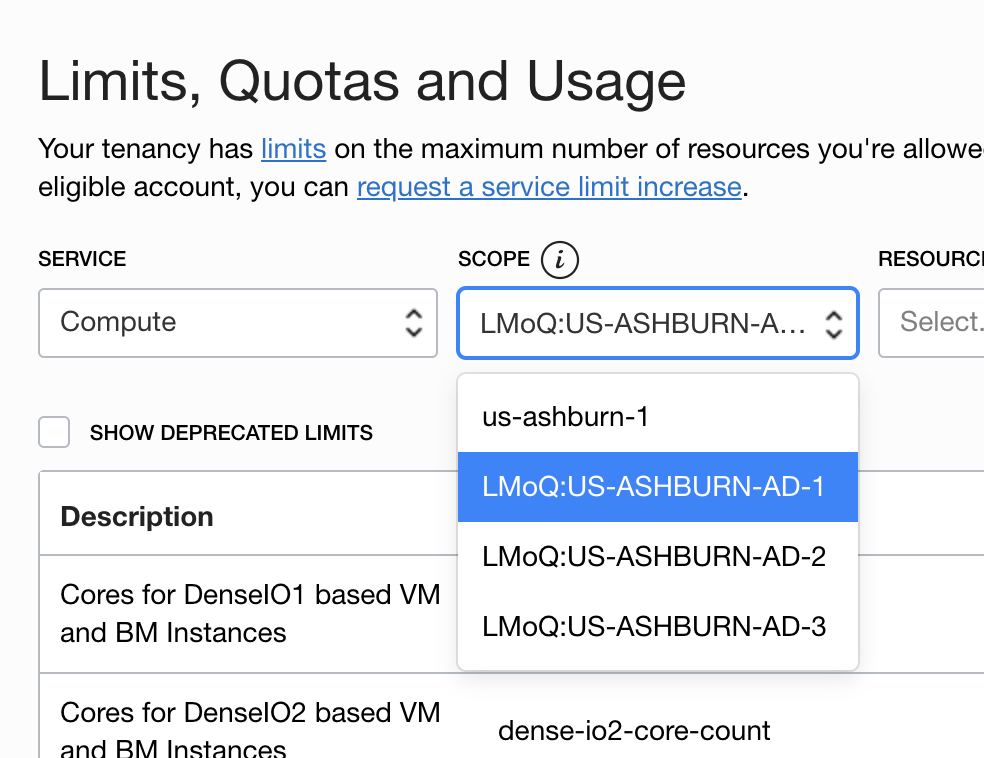 Limits, Quotas and Usage
Your tenancy has limits on the maximum number of resources you're allowe
eligible account, you can request a service limit increase.
SERVICE
SCOPE
i
RESOURC
Compute
LMoQ:US-ASHBURN-A...
Select.
us-ashburn-1
LMoQ:US-ASHBURN-AD-1
LMoQ:US-ASHBURN-AD-2
LMoQ:US-ASHBURN-AD-3
SHOW DEPRECATED LIMITS
Description
Cores for DenseIO1 based VM
and BM Instances
Cores for DenseIO2 based VM
and BM Instances
dense-io2-core-count